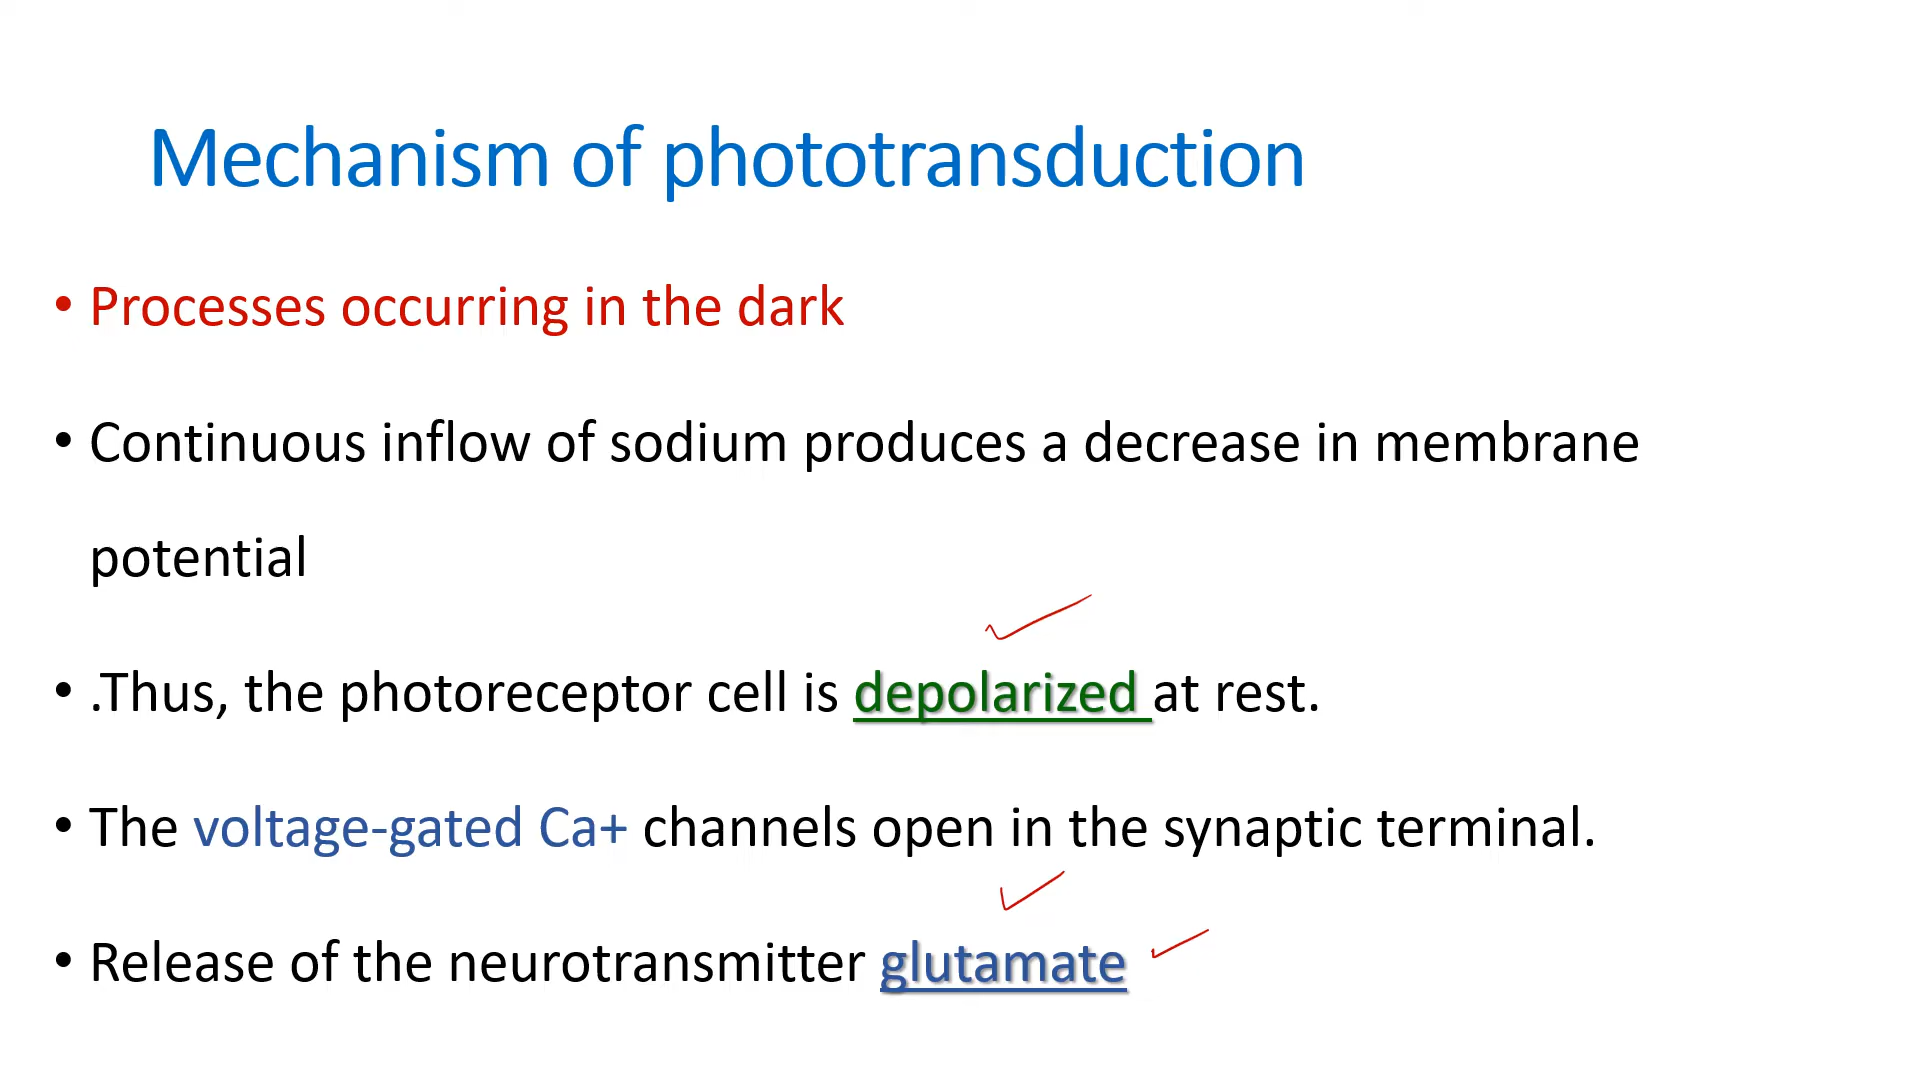 Mechanism of phototransduction
• Processes occurring in the dark
• Continuous inflow of sodium produces a decrease in membrane
potential
• .Thus, the photoreceptor cell is depolarized at rest.
• The voltage-gated Ca+ channels open in the synaptic terminal.
• Release of the neurotransmitter glutamate